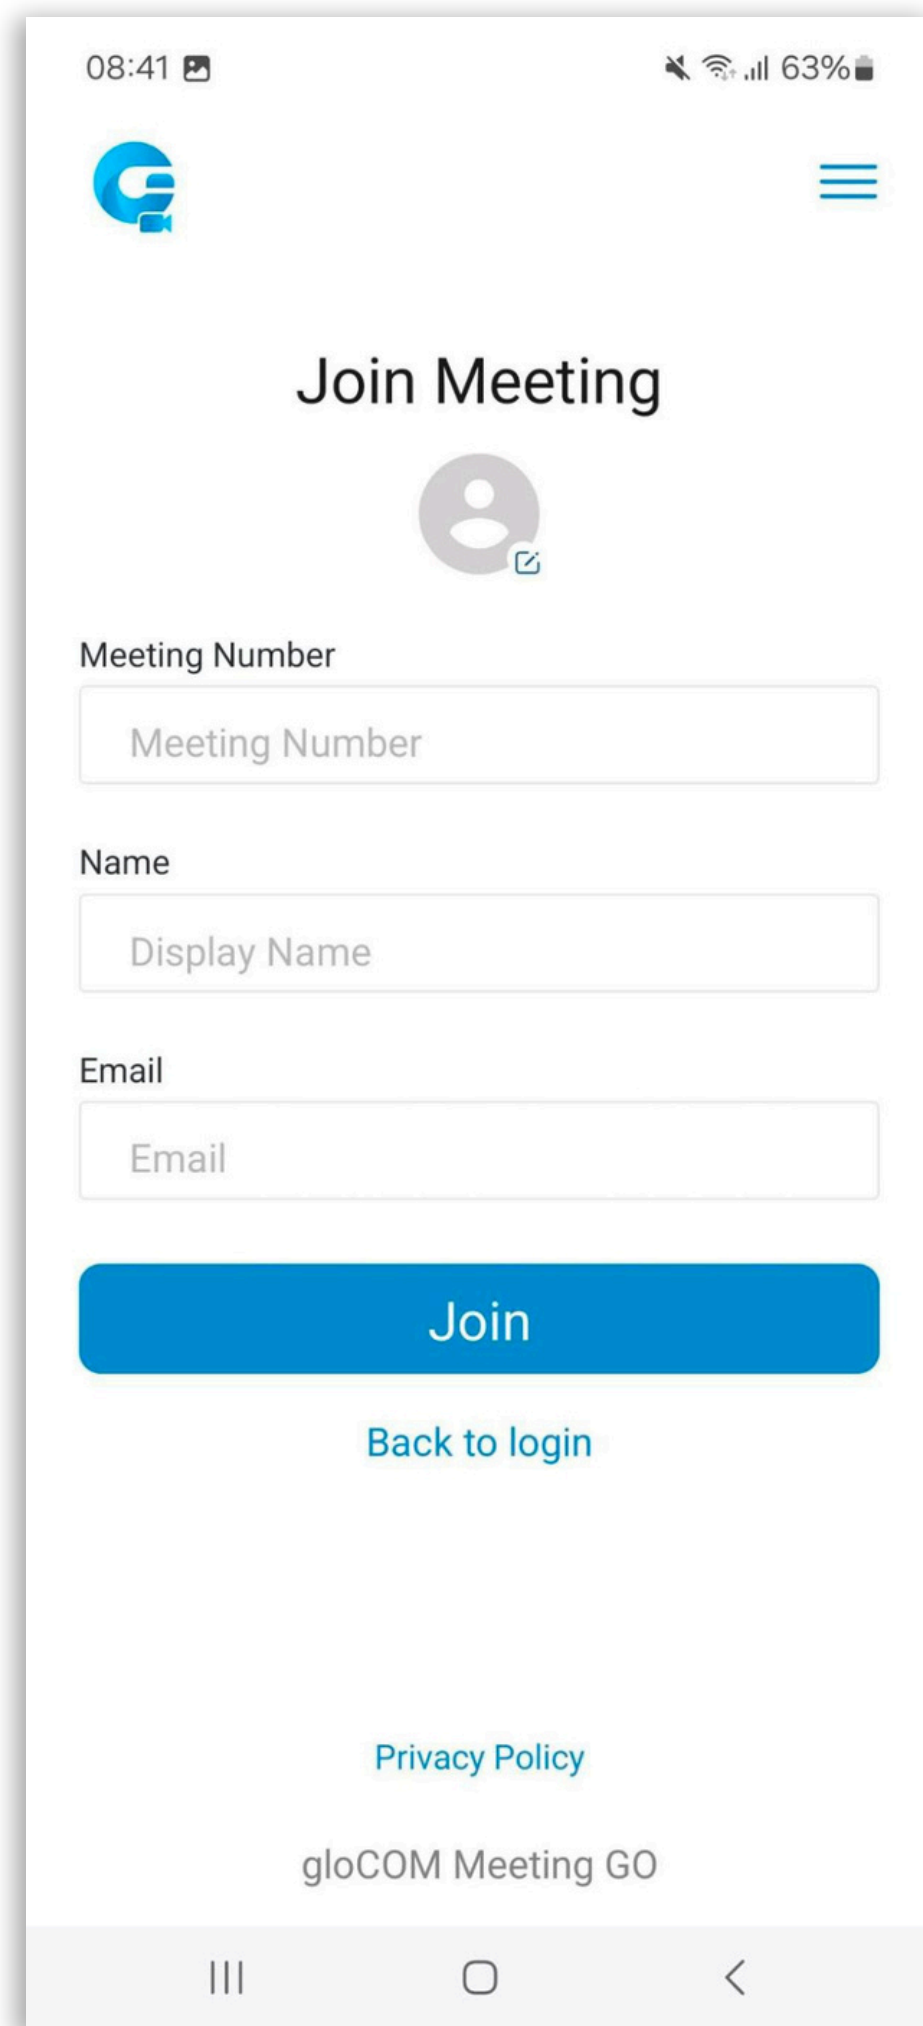 08:41 63%
Join Meeting
Meeting Number
Meeting Number
Name
Display Name
Email
Email
Join
Back to login
Privacy Policy
gloCOM Meeting GO